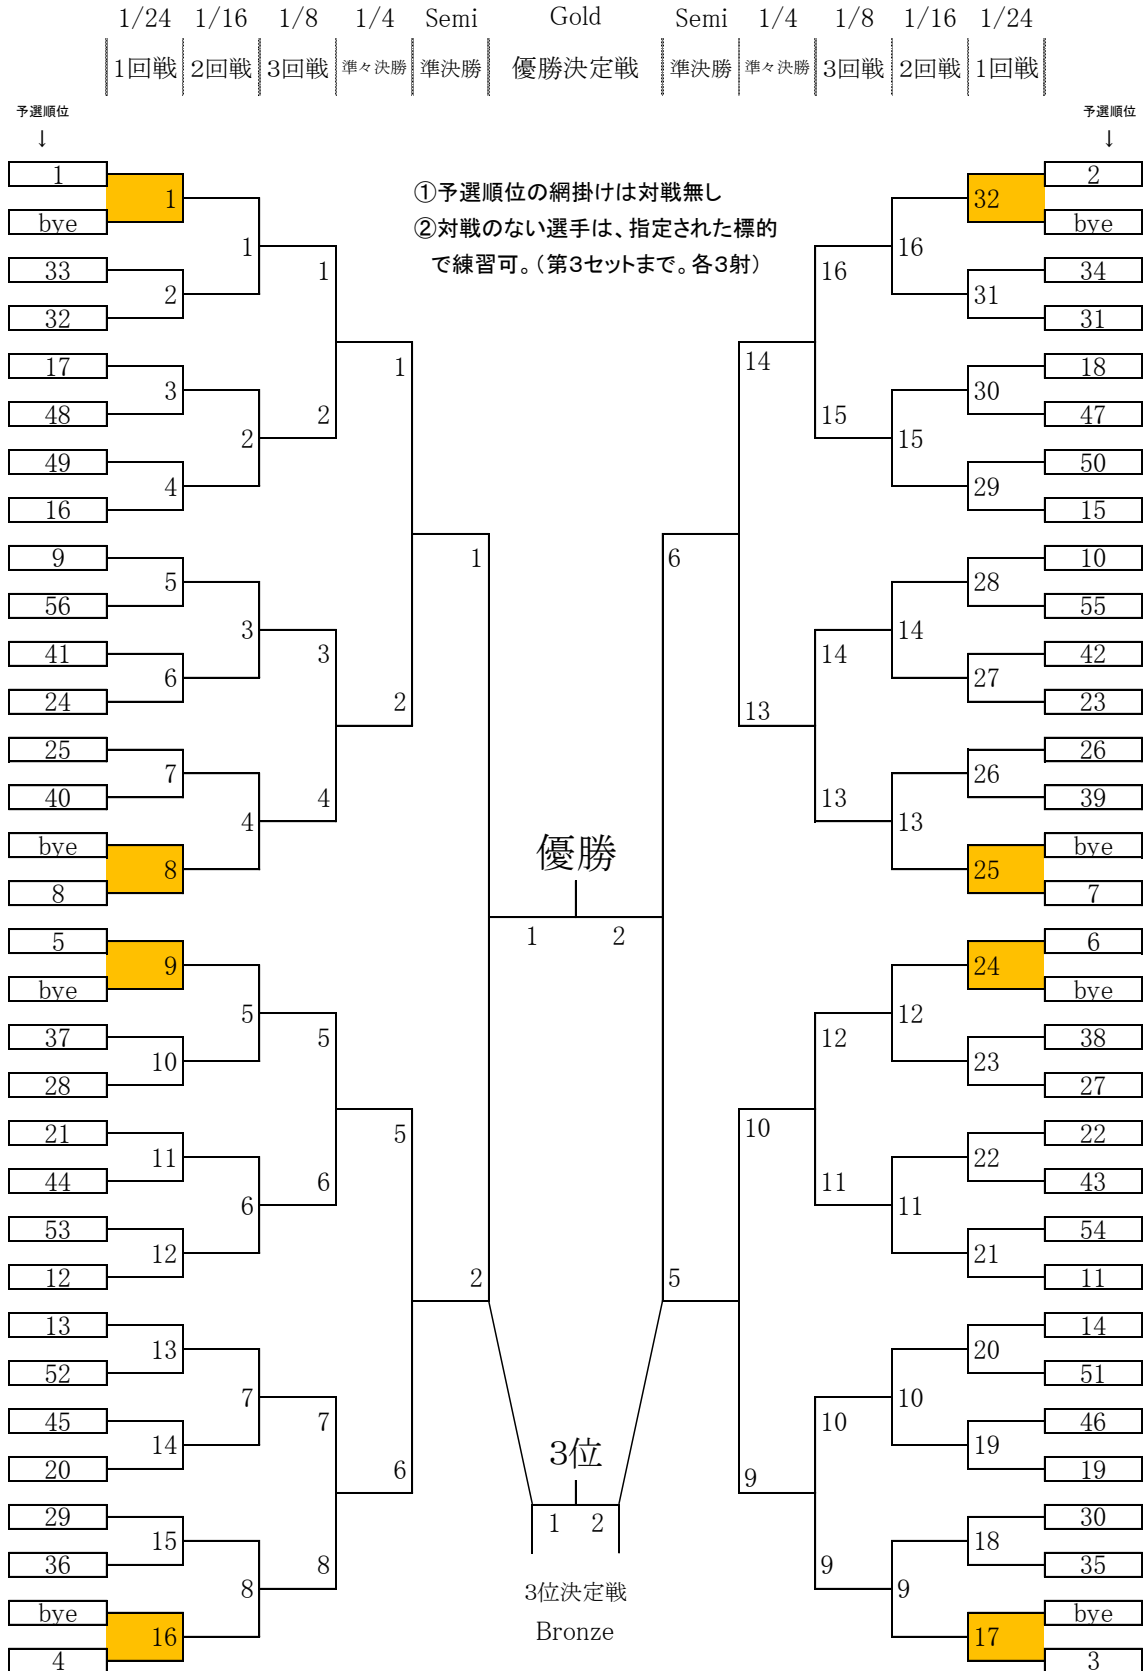 1/24 1/16 1/8 1/4 Semi Gold Semi 1/4 1/8 1/16 1/24
1回戦 2回戦 3回戦 準々決勝 準決勝 優勝決定戦 準決勝 準々決勝 3回戦 2回戦 1回戦
予選順位 予選順位
↓ ↓
1 2
①予選順位の網掛けは対戦無し
1 32
bye bye
②対戦のない選手は、指定された標的
1 16
で練習可。(第3セットまで。各3射)
33 1 16 34
2 31
32 31
17 1 14 18
3 30
48 2 15 47
2 15
49 50
4 29
16 15
9 1 6 10
5 28
56 55
3 14
41 3 14 42
6 27
24 2 13 23
25 26
7 26
40 4 13 39
4 13
bye 優勝 bye
8 25
8 7
5 1 2 6
9 24
bye bye
5 12
37 5 12 38
10 23
28 27
21 5 10 22
11 22
44 6 11 43
6 11
53 54
12 21
12 2 5 11
13 14
13 20
52 51
7 10
45 7 10 46
14 3位 19
20 6 9 19
29 1 2 30
15 18
36 8 9 35
8 3位決定戦 9
bye bye
16 Bronze 17
4 3